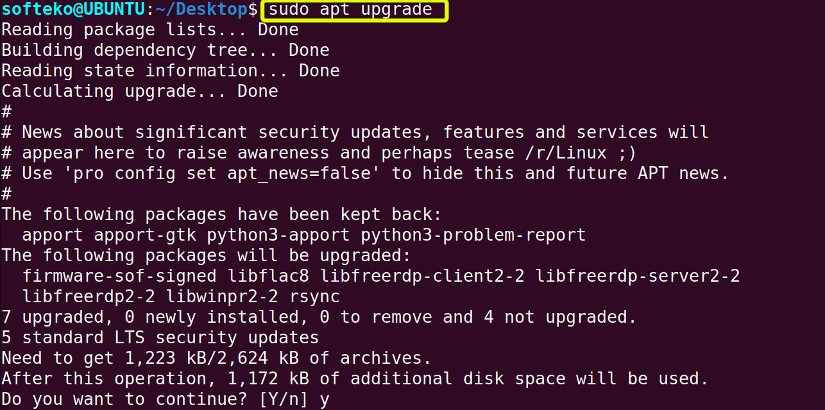 softeko@UBUNTU:~/Desktop$ sudo apt upgrade
Reading package lists... Done
Building dependency tree... Done
Reading state information... Done
Calculating upgrade... Done
#
# News about significant security updates, features and services will
# appear here to raise awareness and perhaps tease /r/Linux ;)
# Use 'pro config set apt_news=false' to hide this and future APT news.
#
The following packages have been kept back:
  apport apport-gtk python3-apport python3-problem-report
The following packages will be upgraded:
  firmware-sof-signed libflac8 libfreerdp-client2-2 libfreerdp-server2-2
  libfreerdp2-2 libwinpr2-2 rsync
7 upgraded, 0 newly installed, 0 to remove and 4 not upgraded.
5 standard LTS security updates
Need to get 1,223 kB/2,624 kB of archives.
After this operation, 1,172 kB of additional disk space will be used.
Do you want to continue? [Y/n] y